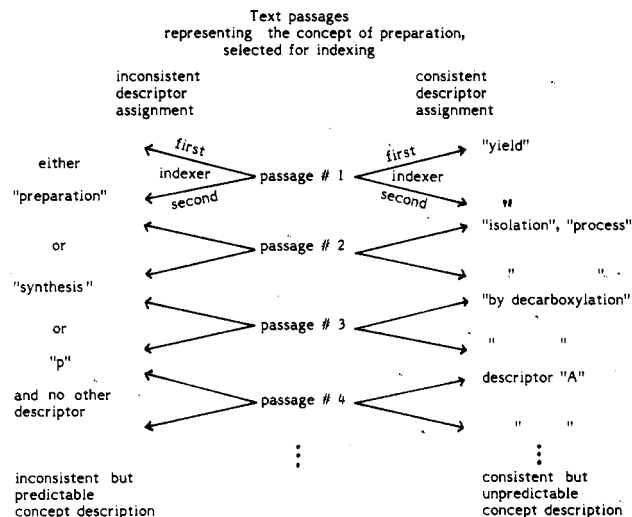 Text passages
representing the concept of preparation,
selected for indexing
inconsistent
descriptor
assignment
consistent
descriptor
assignment
first
first
"yield"
either
indexer
passage # 1
indexer
"preparation"
second
second
"
"isolation", "process"
or
passage # 2
" "
"synthesis"
"by decarboxylation"
or
passage # 3
" "
"p"
descriptor "A"
and no other
descriptor
passage # 4
" "
inconsistent but
predictable
concept description
consistent but
unpredictable
concept description